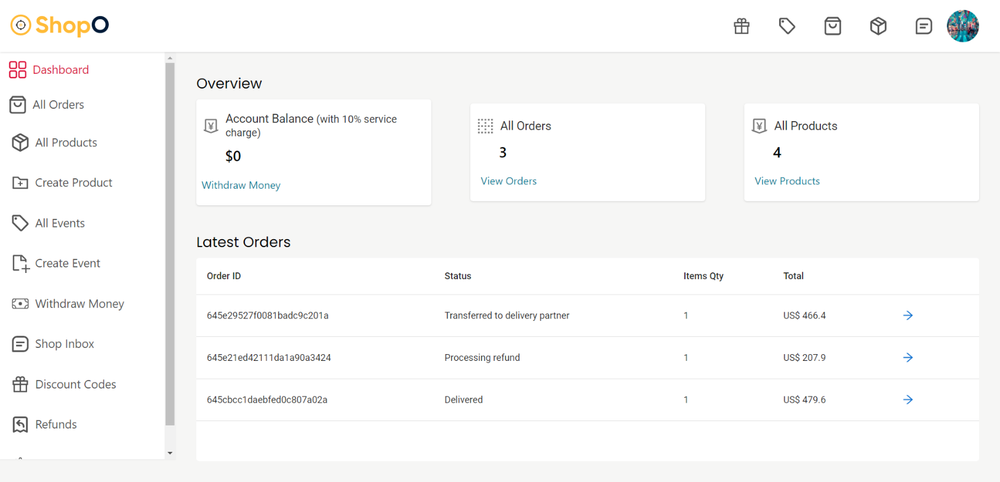 ShopO
Dashboard
All Orders
All Products
Create Product
All Events
Create Event
Withdraw Money
Shop Inbox
Discount Codes
Refunds
Overview
Account Balance (with 10% service
charge)
$0
Withdraw Money
All Orders
3
View Orders
All Products
4
View Products
Latest Orders
Order ID Status Items Qty Total
645e29527f0081badc9c201a Transferred to delivery partner 1 US$ 466.4
645e21ed42111da1a90a3424 Processing refund 1 US$ 207.9
645cbcc1daebfed0c807a02a Delivered 1 US$ 479.6